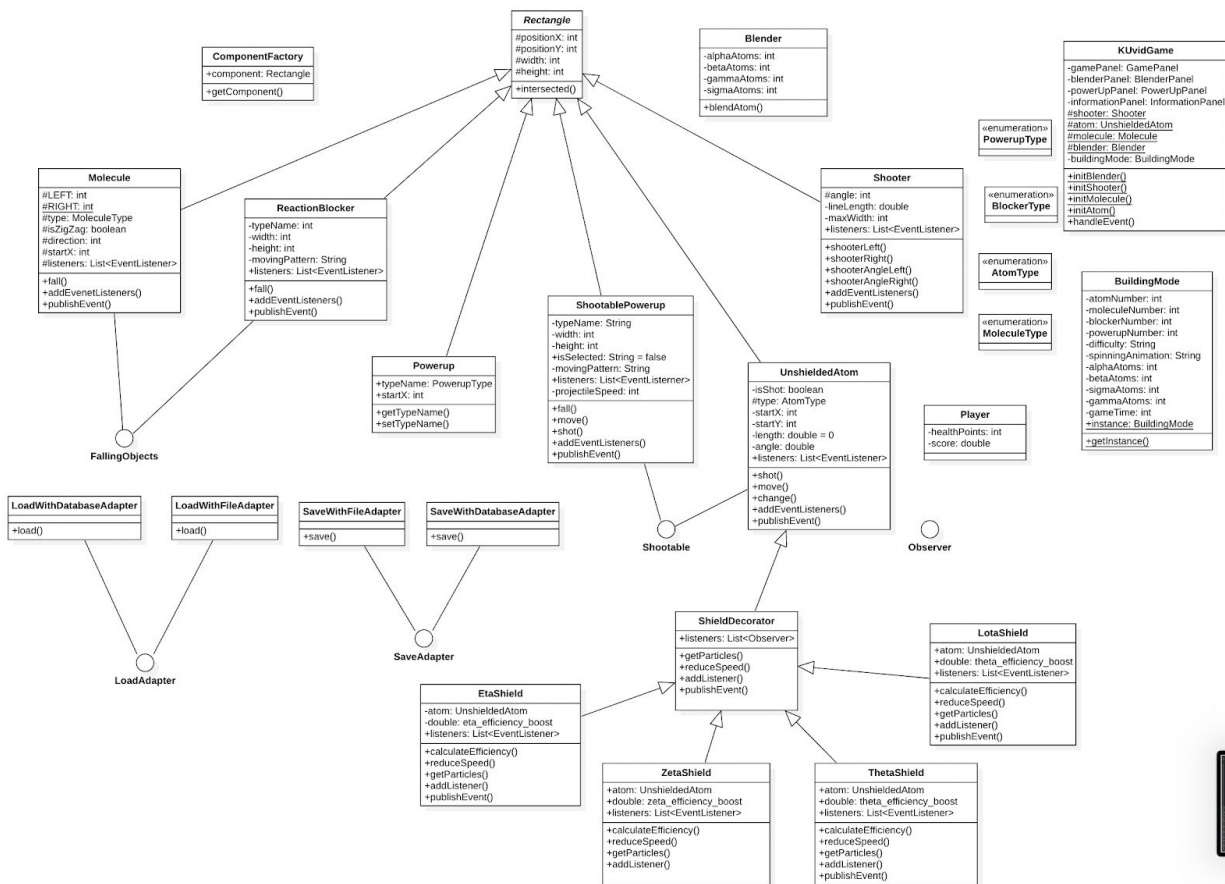 Rectangle
#positionX: int
#positionY: int
#width: int
#height: int
+intersected()
ComponentFactory
+component: Rectangle
+getComponent()
Blender
-alphaAtoms: int
-betaAtoms: int
-gammaAtoms: int
-sigmaAtoms: int
+blendAtom()
KUvidGame
-gamePanel: GamePanel
-blenderPanel: BlenderPanel
-powerUpPanel: PowerUpPanel
-informationPanel: InformationPanel
#shooter: Shooter
#atom: UnshieldedAtom
#molecule: Molecule
#blender: Blender
-buildingMode: BuildingMode
+initBlender()
+initShooter()
+initMolecule()
+initAtom()
+handleEvent()
«enumeration»
PowerupType
«enumeration»
BlockerType
«enumeration»
AtomType
«enumeration»
MoleculeType
Molecule
#LEFT: int
#RIGHT: int
#type: MoleculeType
#isZigZag: boolean
#direction: int
#startX: int
#listeners: List<EventListener>
+fall()
+addEvenetListeners()
+publishEvent()
ReactionBlocker
-typeName: int
-width: int
-height: int
-movingPattern: String
+listeners: List<EventListener>
+fall()
+addEventListeners()
+publishEvent()
Shooter
#angle: int
-lineLength: double
-maxWidth: int
+listeners: List<EventListener>
+shooterLeft()
+shooterRight()
+shooterAngleLeft()
+shooterAngleRight()
+addEventListeners()
+publishEvent()
BuildingMode
-atomNumber: int
-moleculeNumber: int
-blockerNumber: int
-powerupNumber: int
-difficulty: String
-spinningAnimation: String
-alphaAtoms: int
-betaAtoms: int
-sigmaAtoms: int
-gammaAtoms: int
-gameTime: int
+instance: BuildingMode
+getInstance()
ShootablePowerup
-typeName: String
-width: int
-height: int
+isSelected: String = false
-movingPattern: String
+listeners: List<EventListerner>
-projectileSpeed: int
+fall()
+move()
+shot()
+addEventListeners()
+publishEvent()
Powerup
+typeName: PowerupType
+startX: int
+getTypeName()
+setTypeName()
UnshieldedAtom
-isShot: boolean
#type: AtomType
-startX: int
-startY: int
-length: double = 0
-angle: double
+listeners: List<EventListener>
+shot()
+move()
+change()
+addEventListeners()
+publishEvent()
Player
-healthPoints: int
-score: double
FallingObjects
LoadWithDatabaseAdapter
+load()
LoadWithFileAdapter
+load()
SaveWithFileAdapter
+save()
SaveWithDatabaseAdapter
+save()
Shootable
Observer
LoadAdapter
SaveAdapter
ShieldDecorator
+listeners: List<Observer>
+getParticles()
+reduceSpeed()
+addListener()
+publishEvent()
LotaShield
+atom: UnshieldedAtom
+double: theta_efficiency_boost
+listeners: List<EventListener>
+calculateEfficiency()
+reduceSpeed()
+getParticles()
+addListener()
+publishEvent()
EtaShield
-atom: UnshieldedAtom
-double: eta_efficiency_boost
+listeners: List<EventListener>
+calculateEfficiency()
+reduceSpeed()
+getParticles()
+addListener()
+publishEvent()
ZetaShield
+atom: UnshieldedAtom
+double: zeta_efficiency_boost
+listeners: List<EventListener>
+calculateEfficiency()
+reduceSpeed()
+getParticles()
+addListener()
ThetaShield
+atom: UnshieldedAtom
+double: theta_efficiency_boost
+listeners: List<EventListener>
+calculateEfficiency()
+reduceSpeed()
+getParticles()
+addListener()
+publishEvent()